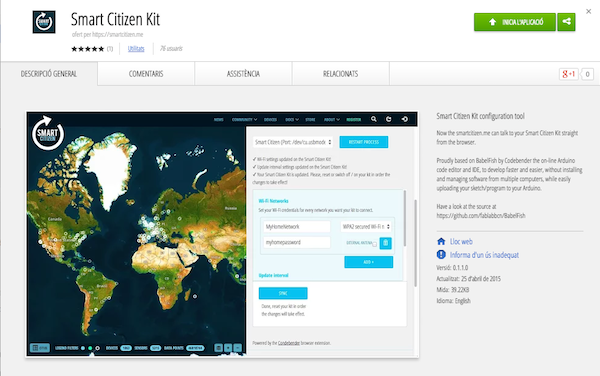 Smart Citizen Kit
ofert per https://smartcitizen.me
★★★★★ (1) Utilitats 76 usuaris
INICIA L'APLICACIÓ
DESCRIPCIÓ GENERAL
COMENTARIS
ASSISTÈNCIA
RELACIONATS
g+1 0
SMART CITIZEN
HOME COMMUNITY DEVICES DOCS STORE ABOUT
Smart Citizen (Port: /dev/cu.usbmode
RESTART PROCESS
✔ Wi-Fi settings updated on the Smart Citizen Kit!
✔ Update interval settings updated on the Smart Citizen Kit!
✔ Your Smart Citizen Kit is updated. Please, reset or switch off / on your kit in order the
changes to take effect!
Wi-Fi Networks
Set your Wi-Fi credentials for every network you want your kit to connect.
MyHomeNetwork
WPA2 secured Wi-Fi n
myhomepassword
EXTERNAL ANTENNA
ADD +
Update interval
SYNC
Done, reset your kit in order
the changes will take effect.
Powered by the Codebender browser extension.
Canada
Russia
Smart Citizen Kit configuration tool
Now the smartcitizen.me can talk to your Smart Citizen Kit straight
from the browser.
Proudly based on BabelFish by Codebender the on-line Arduino
code editor and IDE, to develop faster and easier, without installing
and managing software from multiple computers, while easily
uploading your sketch/program to your Arduino.
Have a look at the source at
https://github.com/fablabbcn/BabelFish
Lloc web
Informa d'un ús inadequat
Versió: 0.1.1.0
Actualitzat: 25 d'abril de 2015
Mida: 39.22KB
Idioma: English